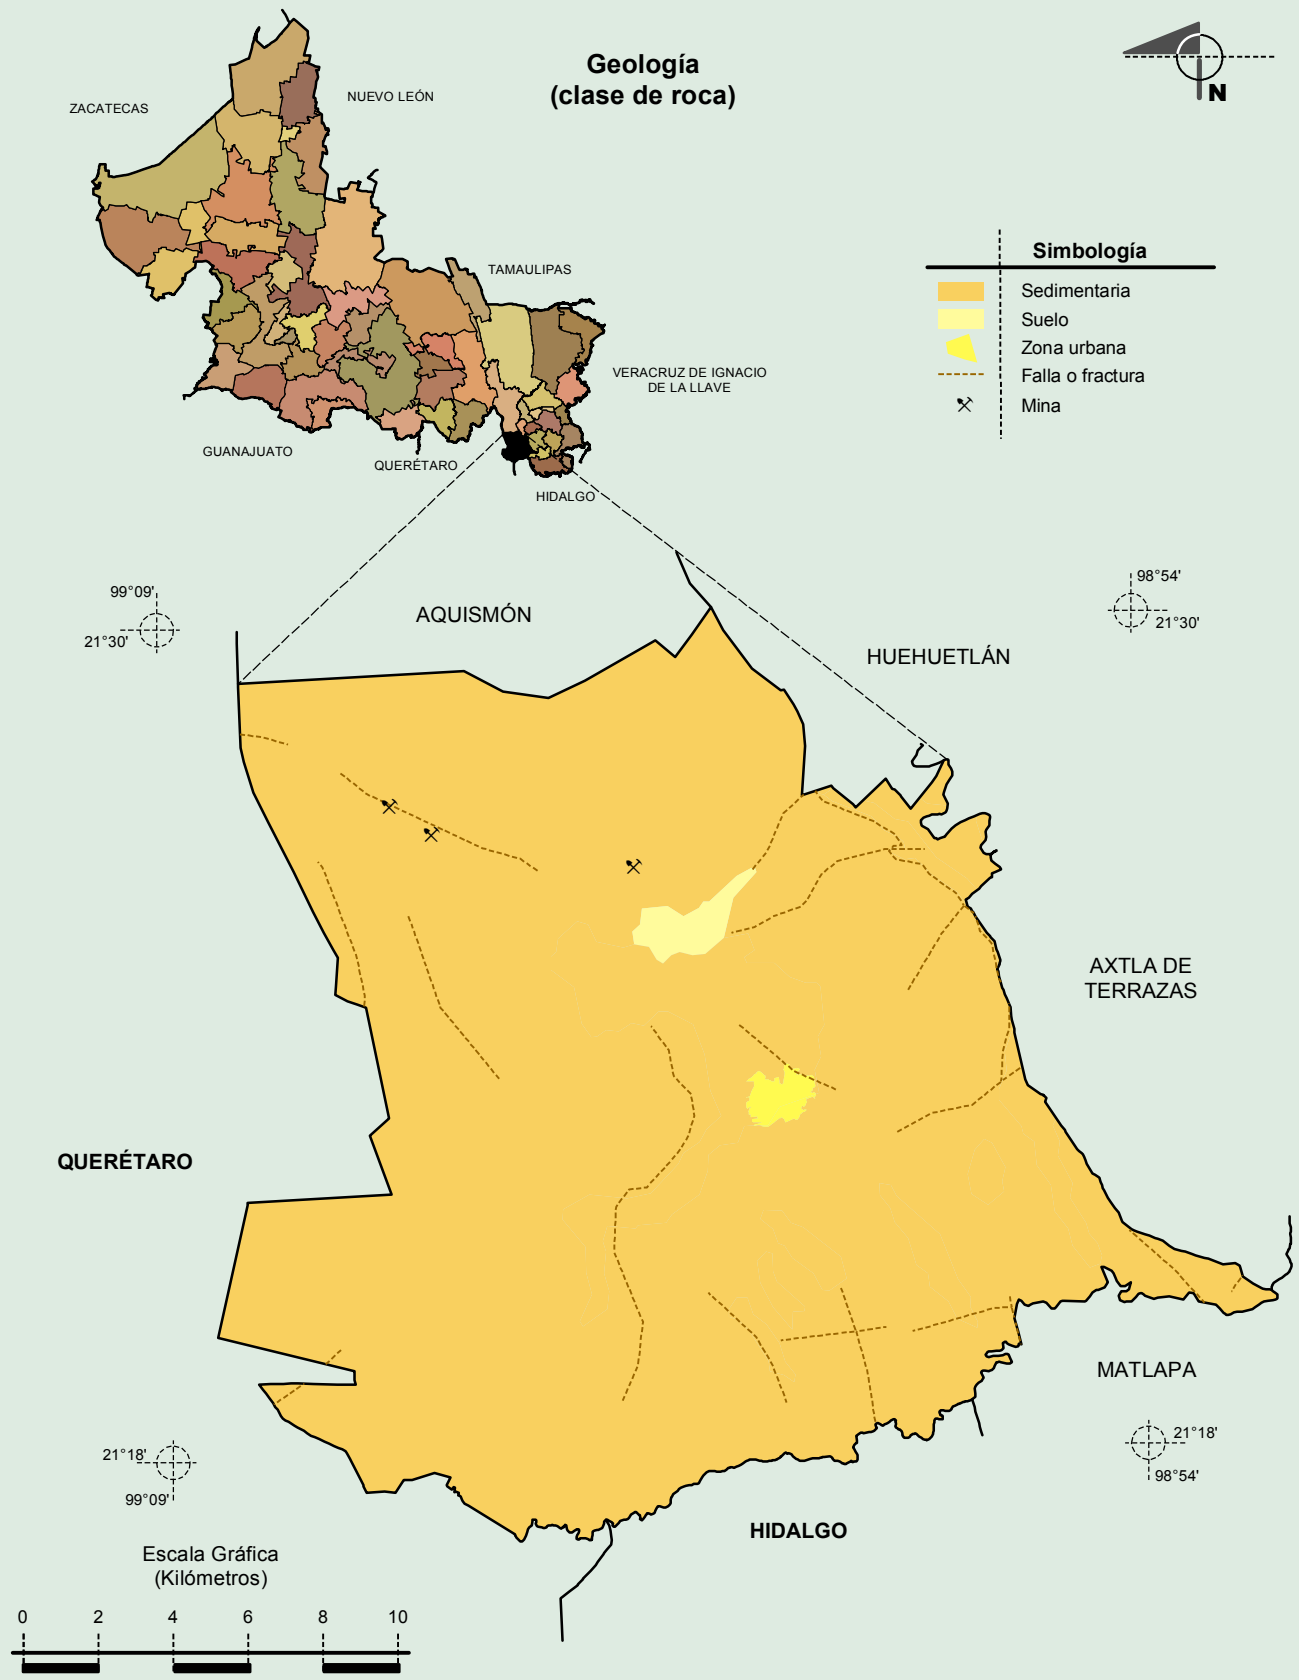 Geología
(clase de roca)
N
ZACATECAS
NUEVO LEÓN
TAMAULIPAS
VERACRUZ DE IGNACIO
DE LA LLAVE
GUANAJUATO
QUERÉTARO
HIDALGO
Simbología
Sedimentaria
Suelo
Zona urbana
Falla o fractura
Mina
99°09'
21°30'
98°54'
21°30'
AQUISMÓN
HUEHUETLÁN
AXTLA DE
TERRAZAS
QUERÉTARO
MATLAPA
21°18'
99°09'
21°18'
98°54'
HIDALGO
Escala Gráfica
(Kilómetros)
0 2 4 6 8 10